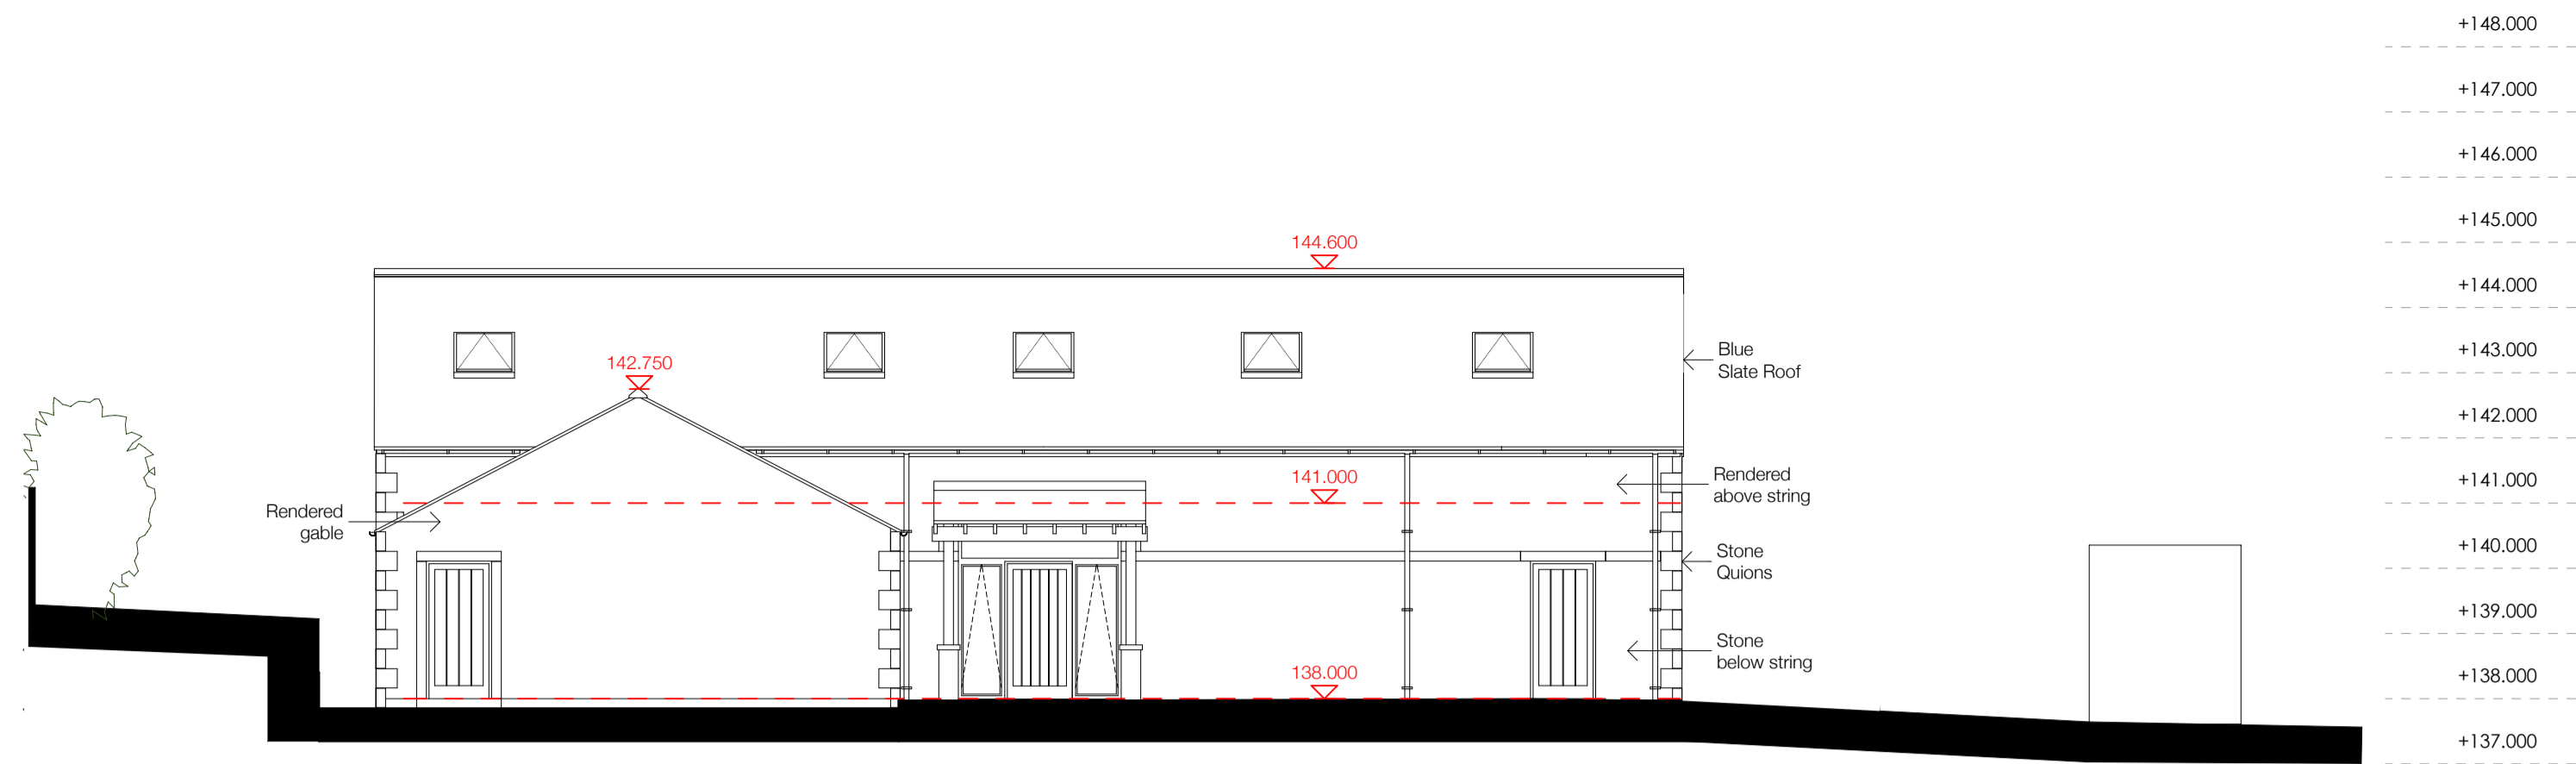 +148.000
+147.000
+146.000
+145.000
144.600
+144.000
142.750
+143.000
Blue
Slate Roof
+142.000
141.000
Rendered
above string
+141.000
Rendered
gable
+140.000
Stone
Quions
+139.000
Stone
below string
138.000
+138.000
+137.000